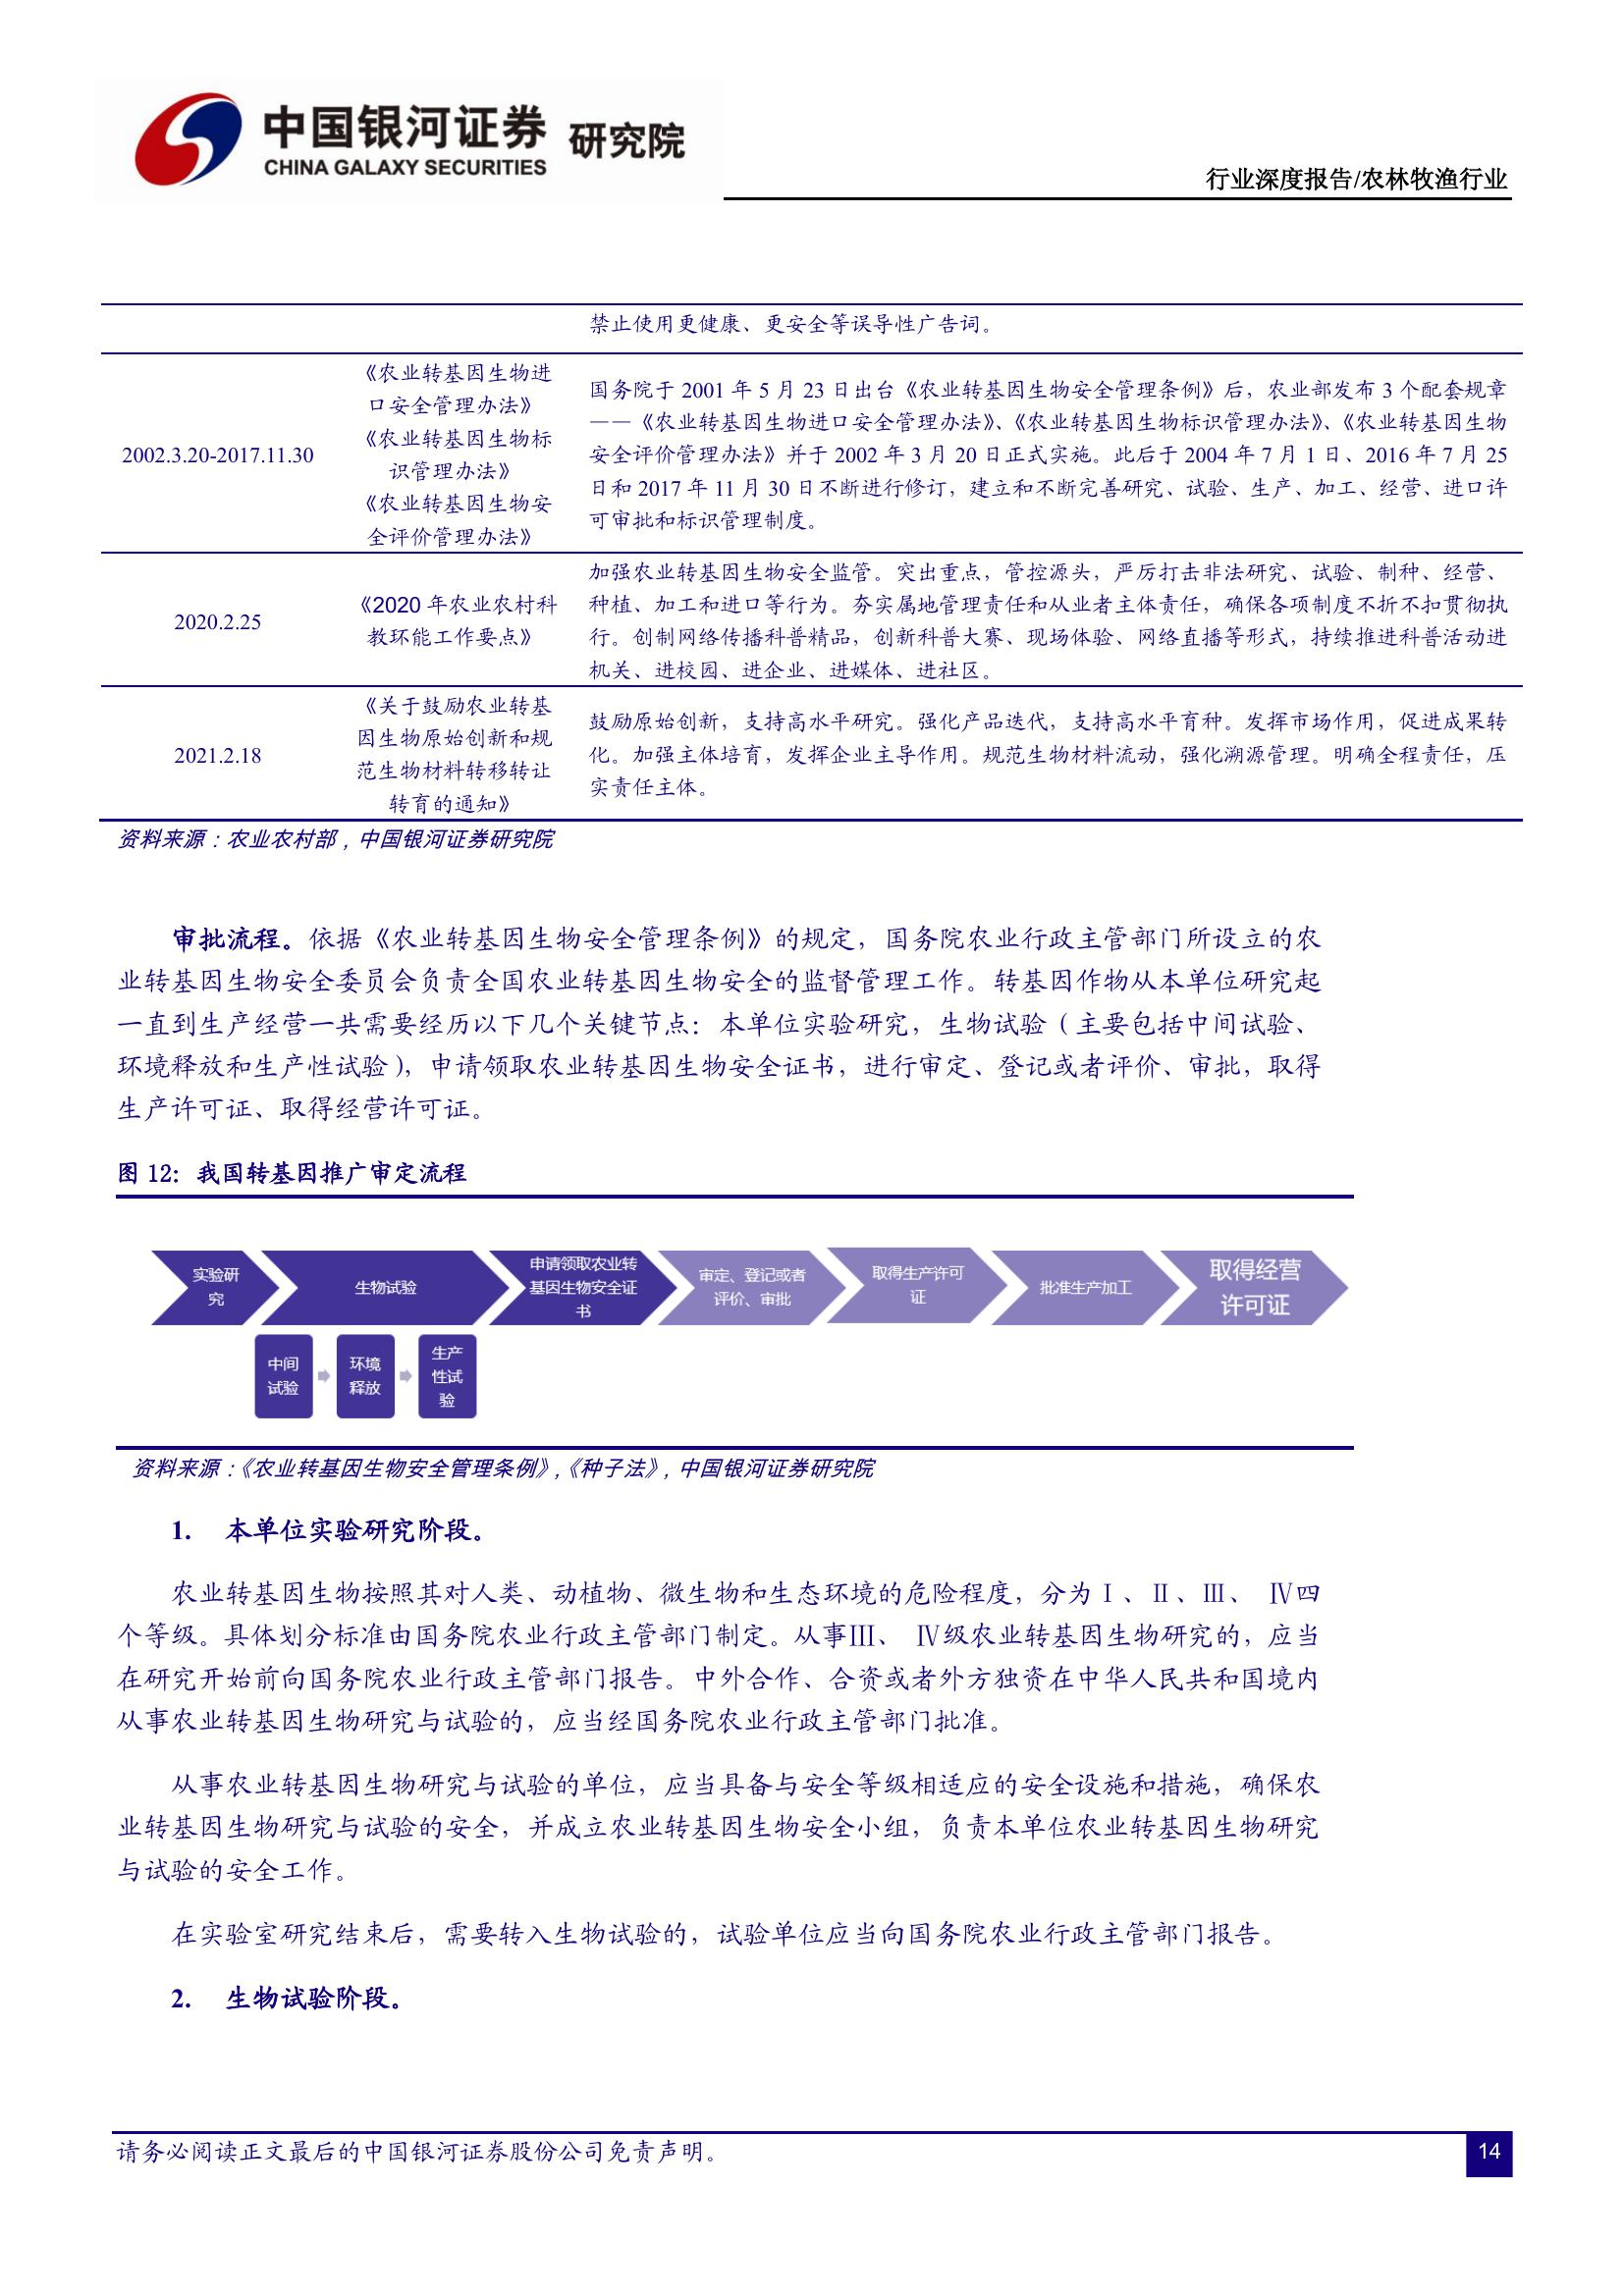 中国银河证券 研究院
CHINA GALAXY SECURITIES
行业深度报告/农林牧渔行业
禁止使用更健康、更安全等误导性广告词。
2002.3.20-2017.11.30
《农业转基因生物进
口安全管理办法》
《农业转基因生物标
识管理办法》
《农业转基因生物安
全评价管理办法》
国务院于 2001 年 5 月 23 日出台《农业转基因生物安全管理条例》后，农业部发布 3 个配套规章
——《农业转基因生物进口安全管理办法》、《农业转基因生物标识管理办法》、《农业转基因生物
安全评价管理办法》并于 2002 年 3 月 20 日正式实施。此后于 2004 年 7 月 1 日、2016 年 7 月 25
日和 2017 年 11 月 30 日不断进行修订，建立和不断完善研究、试验、生产、加工、经营、进口许
可审批和标识管理制度。
2020.2.25
《2020 年农业农村科
教环能工作要点》
加强农业转基因生物安全监管。突出重点，管控源头，严厉打击非法研究、试验、制种、经营、
种植、加工和进口等行为。夯实属地管理责任和从业者主体责任，确保各项制度不折不扣贯彻执
行。创制网络传播科普精品，创新科普大赛、现场体验、网络直播等形式，持续推进科普活动进
机关、进校园、进企业、进媒体、进社区。
2021.2.18
《关于鼓励农业转基
因生物原始创新和规
范生物材料转移转让
转育的通知》
鼓励原始创新，支持高水平研究。强化产品迭代，支持高水平育种。发挥市场作用，促进成果转
化。加强主体培育，发挥企业主导作用。规范生物材料流动，强化溯源管理。明确全程责任，压
实责任主体。
资料来源：农业农村部，中国银河证券研究院
审批流程。依据《农业转基因生物安全管理条例》的规定，国务院农业行政主管部门所设立的农
业转基因生物安全委员会负责全国农业转基因生物安全的监督管理工作。转基因作物从本单位研究起
一直到生产经营一共需要经历以下几个关键节点：本单位实验研究，生物试验（主要包括中间试验、
环境释放和生产性试验），申请领取农业转基因生物安全证书，进行审定、登记或者评价、审批，取得
生产许可证、取得经营许可证。
图 12：我国转基因推广审定流程
实验研
究
生物试验
申请领取农业转
基因生物安全证
书
审定、登记或者
评价、审批
取得生产许可
证
批准生产加工
取得经营
许可证
中间
试验
环境
释放
生产
性试
验
资料来源：《农业转基因生物安全管理条例》，《种子法》，中国银河证券研究院
1. 本单位实验研究阶段。
农业转基因生物按照其对人类、动植物、微生物和生态环境的危险程度，分为Ⅰ、Ⅱ、Ⅲ、 Ⅳ四
个等级。具体划分标准由国务院农业行政主管部门制定。从事Ⅲ、 Ⅳ级农业转基因生物研究的，应当
在研究开始前向国务院农业行政主管部门报告。中外合作、合资或者外方独资在中华人民共和国境内
从事农业转基因生物研究与试验的，应当经国务院农业行政主管部门批准。
从事农业转基因生物研究与试验的单位，应当具备与安全等级相适应的安全设施和措施，确保农
业转基因生物研究与试验的安全，并成立农业转基因生物安全小组，负责本单位农业转基因生物研究
与试验的安全工作。
在实验室研究结束后，需要转入生物试验的，试验单位应当向国务院农业行政主管部门报告。
2. 生物试验阶段。
请务必阅读正文最后的中国银河证券股份公司免责声明。
14